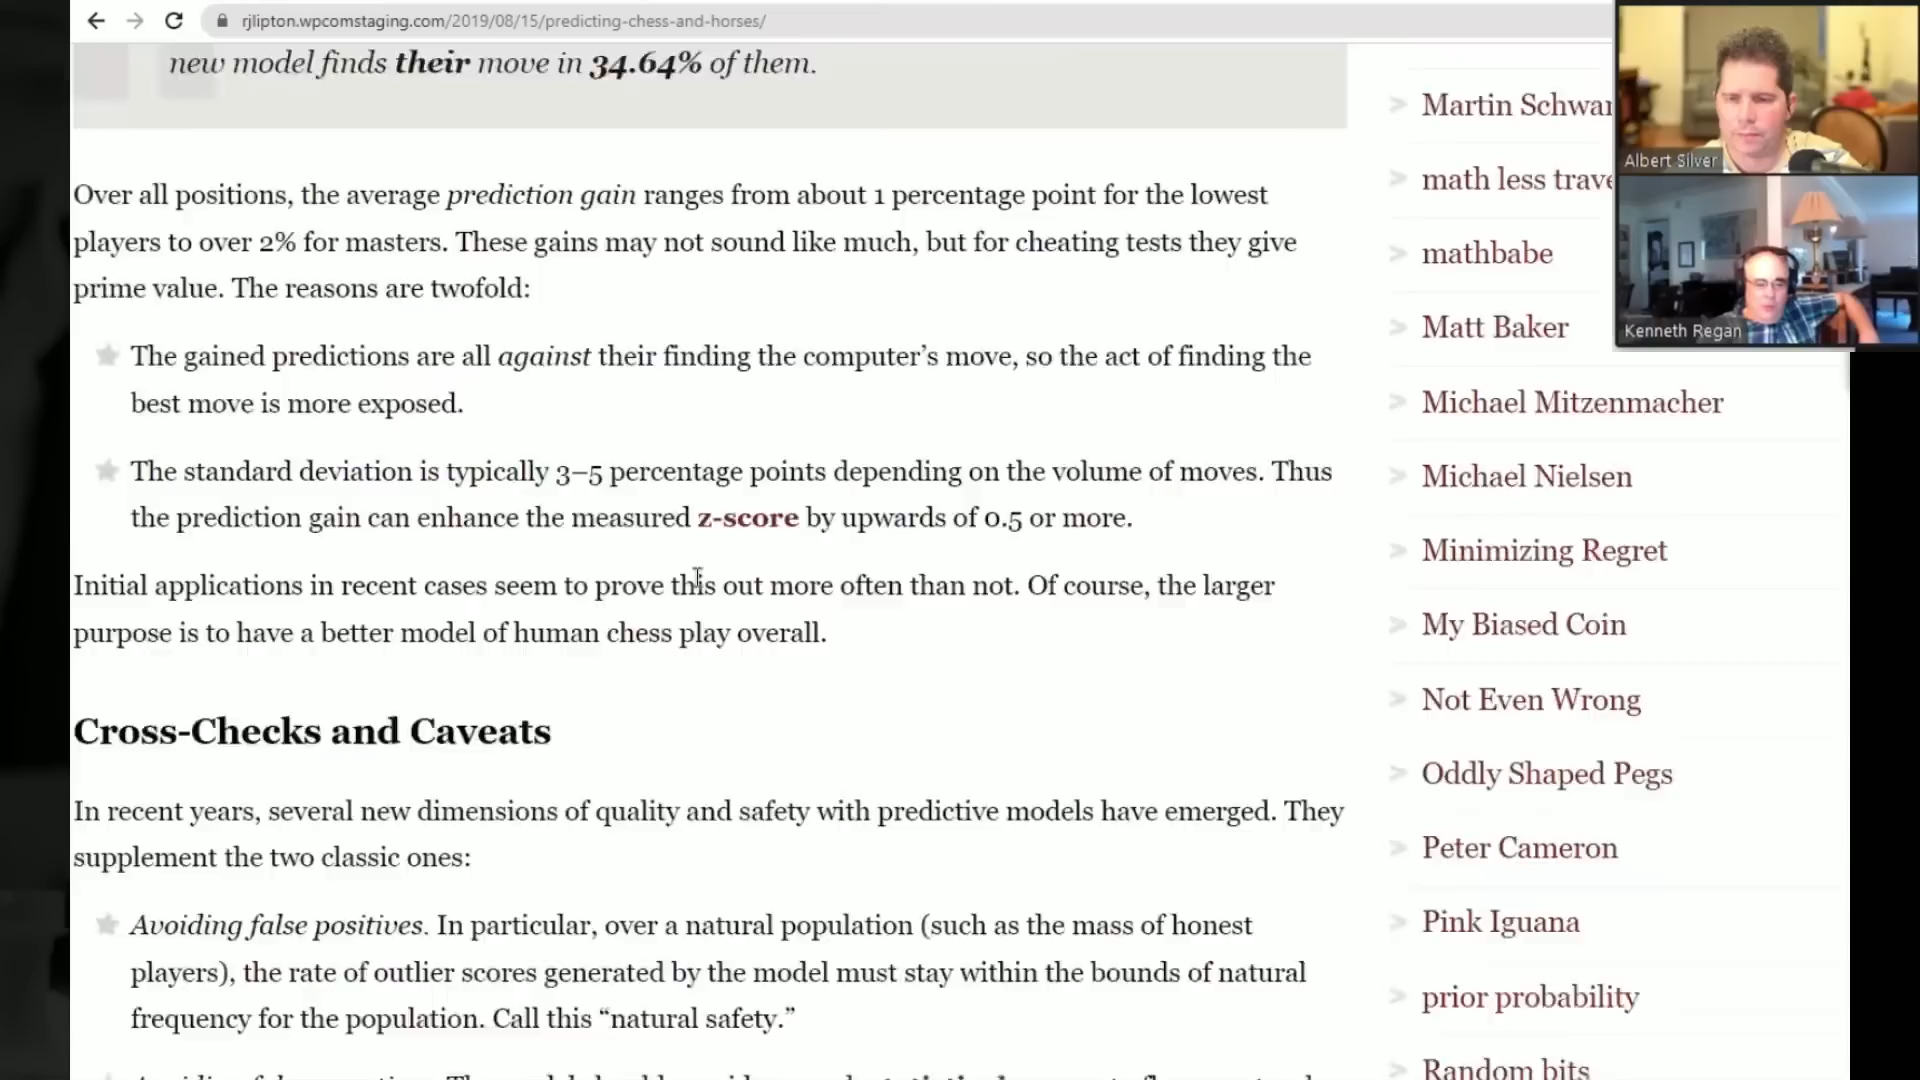 rjlipton.wpcomstaging.com/2019/08/15/predicting-chess-and-horses/
new model finds their move in 34.64% of them.
Over all positions, the average prediction gain ranges from about 1 percentage point for the lowest
players to over 2% for masters. These gains may not sound like much, but for cheating tests they give
prime value. The reasons are twofold:
The gained predictions are all against their finding the computer's move, so the act of finding the
best move is more exposed.
The standard deviation is typically 3–5 percentage points depending on the volume of moves. Thus
the prediction gain can enhance the measured z-score by upwards of 0.5 or more.
Initial applications in recent cases seem to prove this out more often than not. Of course, the larger
purpose is to have a better model of human chess play overall.
Cross-Checks and Caveats
In recent years, several new dimensions of quality and safety with predictive models have emerged. They
supplement the two classic ones:
Avoiding false positives. In particular, over a natural population (such as the mass of honest
players), the rate of outlier scores generated by the model must stay within the bounds of natural
frequency for the population. Call this “natural safety.”
> Martin Schwar
> math less trave
> mathbabe
> Matt Baker
> Michael Mitzenmacher
> Michael Nielsen
> Minimizing Regret
> My Biased Coin
> Not Even Wrong
> Oddly Shaped Pegs
> Peter Cameron
> Pink Iguana
> prior probability
> Random bits
Albert Silver
Kenneth Regan